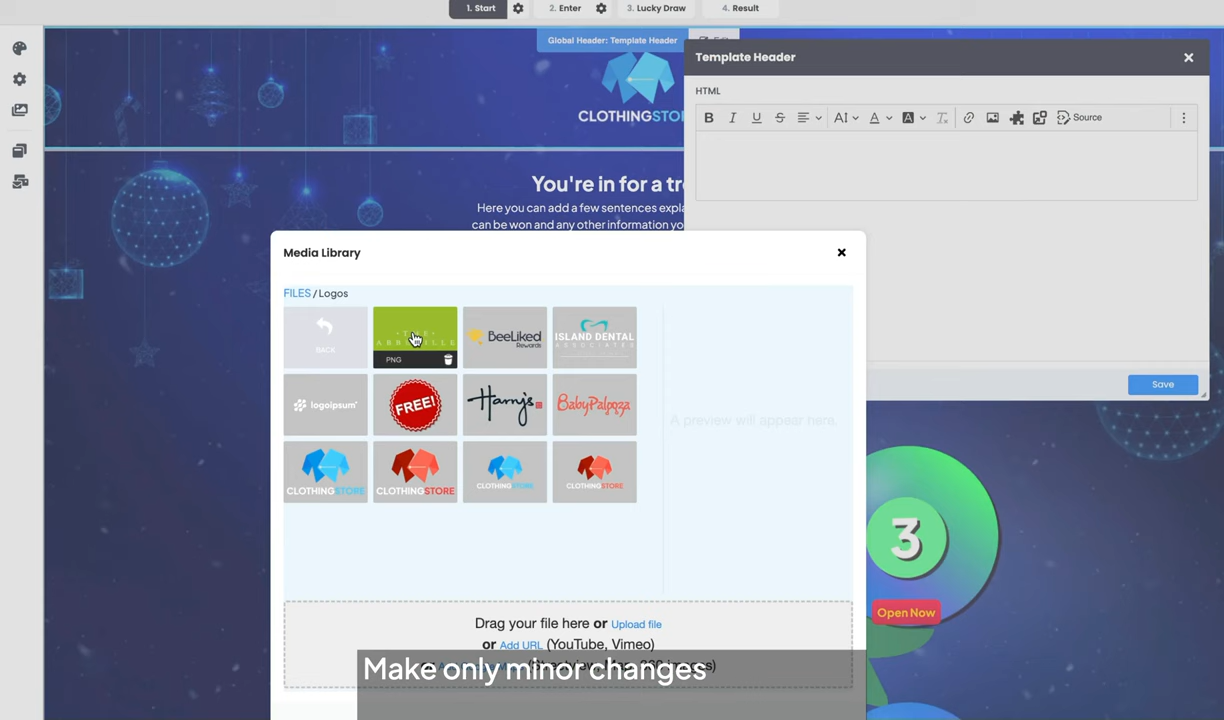 1. Start
2. Enter
3. Lucky Draw
4. Result
Global Header: Template Header
CLOTHINGSTO
Template Header
HTML
Source
You're in for a tr
Here you can add a few sentences expla
can be won and any other information yo
Media Library
FILES / Logos
BACK
PNG
BeeLiked
Rewards
ISLAND DENTAL
ASSOCIATES
logoipsum
FREE!
Harry's
BabyPalooza
CLOTHINGSTORE
CLOTHINGSTORE
CLOTHINGSTORE
CLOTHINGSTORE
A preview will appear here.
Save
3
Open Now
Drag your file here or Upload file
or Add URL (YouTube, Vimeo)
Make only minor changes